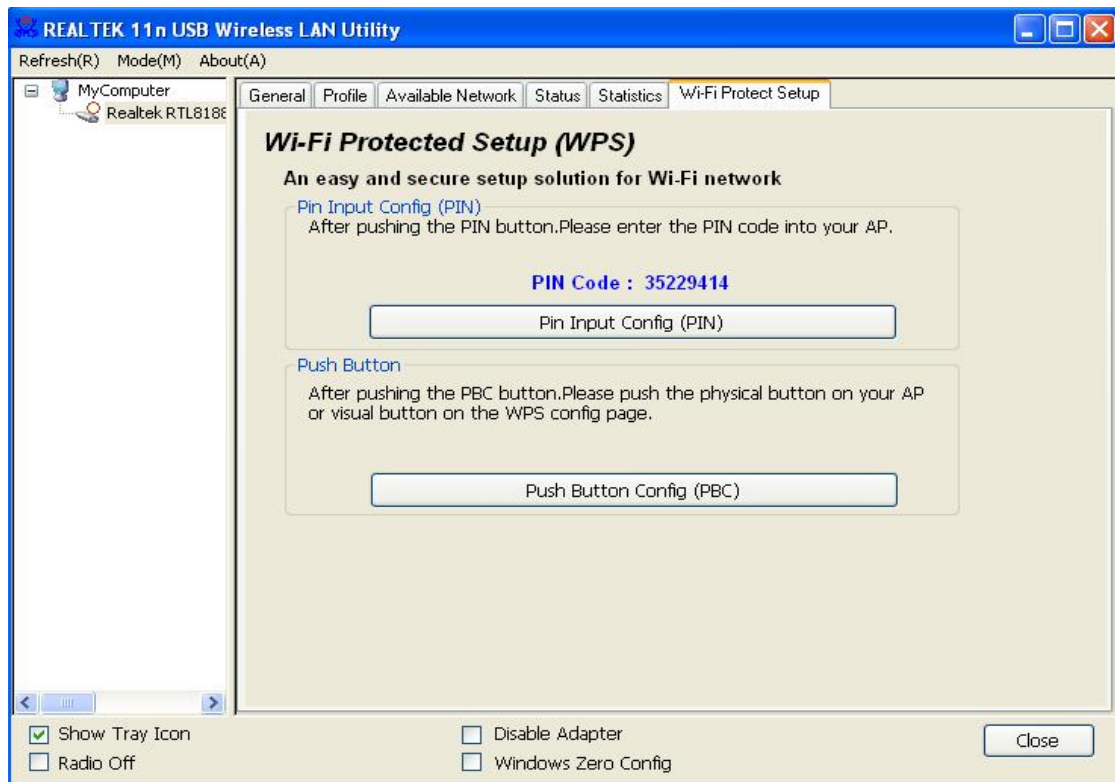 REALTEK 11n USB Wireless LAN Utility
Refresh(R) Mode(M) About(A)
MyComputer
Realtek RTL8188
General Profile Available Network Status Statistics Wi-Fi Protect Setup
Wi-Fi Protected Setup (WPS)
An easy and secure setup solution for Wi-Fi network
Pin Input Config (PIN)
After pushing the PIN button.Please enter the PIN code into your AP.
PIN Code : 35229414
Pin Input Config (PIN)
Push Button
After pushing the PBC button.Please push the physical button on your AP
or visual button on the WPS config page.
Push Button Config (PBC)
Show Tray Icon Disable Adapter Close
Radio Off Windows Zero Config